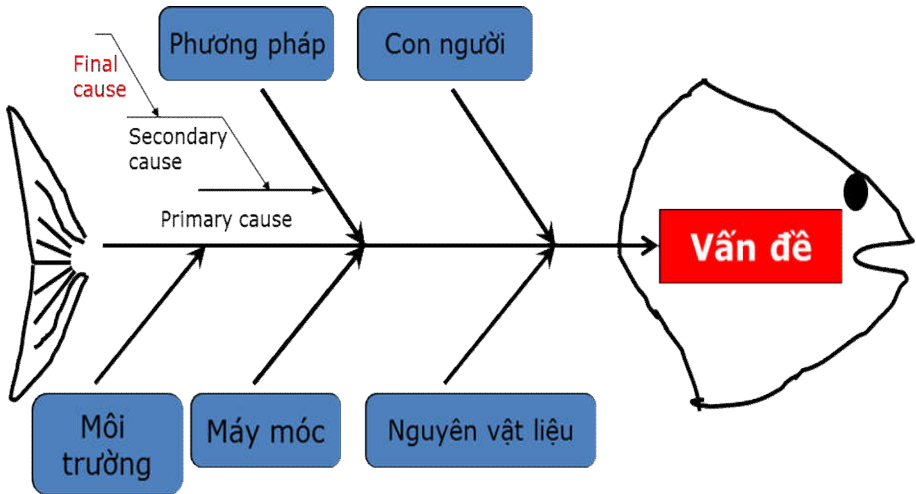 Phương pháp
Con người
Final
cause
Secondary
cause
Primary cause
Vấn đề
Môi
trường
Máy móc
Nguyên vật liệu